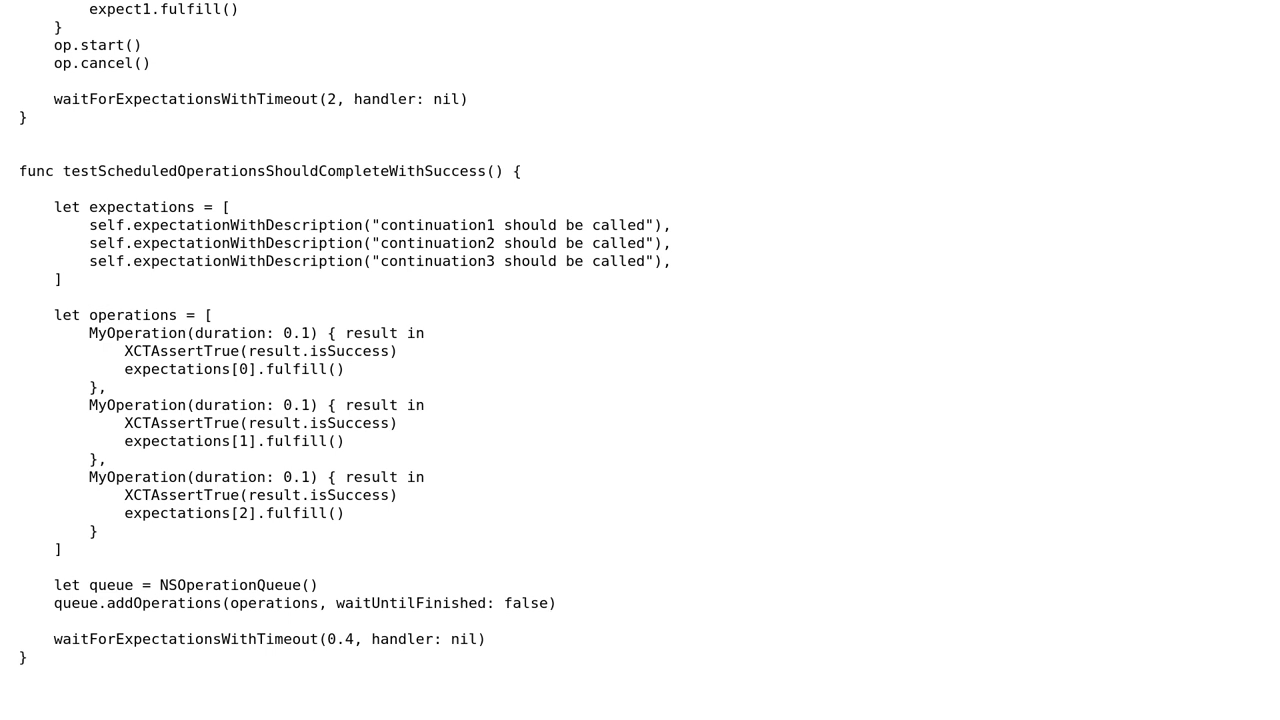 expect1.fulfill()
    }
    op.start()
    op.cancel()

    waitForExpectationsWithTimeout(2, handler: nil)
}


func testScheduledOperationsShouldCompleteWithSuccess() {

    let expectations = [
        self.expectationWithDescription("continuation1 should be called"),
        self.expectationWithDescription("continuation2 should be called"),
        self.expectationWithDescription("continuation3 should be called"),
    ]

    let operations = [
        MyOperation(duration: 0.1) { result in
            XCTAssertTrue(result.isSuccess)
            expectations[0].fulfill()
        },
        MyOperation(duration: 0.1) { result in
            XCTAssertTrue(result.isSuccess)
            expectations[1].fulfill()
        },
        MyOperation(duration: 0.1) { result in
            XCTAssertTrue(result.isSuccess)
            expectations[2].fulfill()
        }
    ]

    let queue = NSOperationQueue()
    queue.addOperations(operations, waitUntilFinished: false)

    waitForExpectationsWithTimeout(0.4, handler: nil)
}